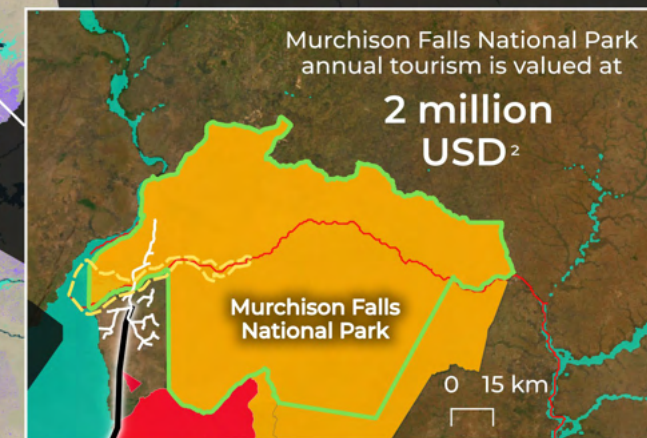 Murchison Falls National Park
annual tourism is valued at
2 million
USD²
Murchison Falls
National Park
0 15 km